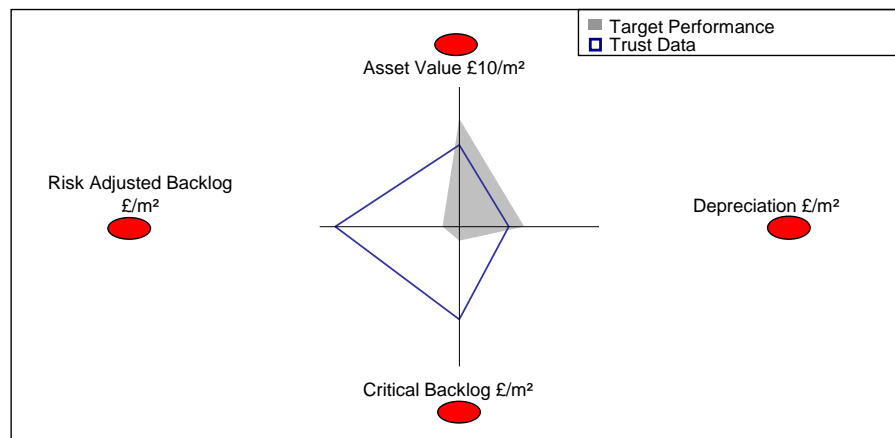 Target Performance
Trust Data
Asset Value £10/m²
Risk Adjusted Backlog
£/m²
Depreciation £/m²
Critical Backlog £/m²